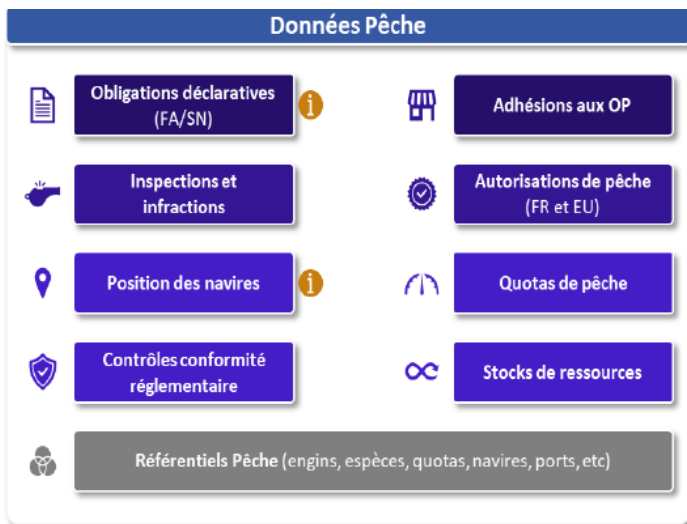 Données Pêche
Obligations déclaratives
(FA/SN)
i
Adhésions aux OP
Inspections et
infractions
Autorisations de pêche
(FR et EU)
Position des navires
i
Quotas de pêche
Contrôles conformité
réglementaire
Stocks de ressources
Référentiels Pêche (engins, espèces, quotas, navires, ports, etc)